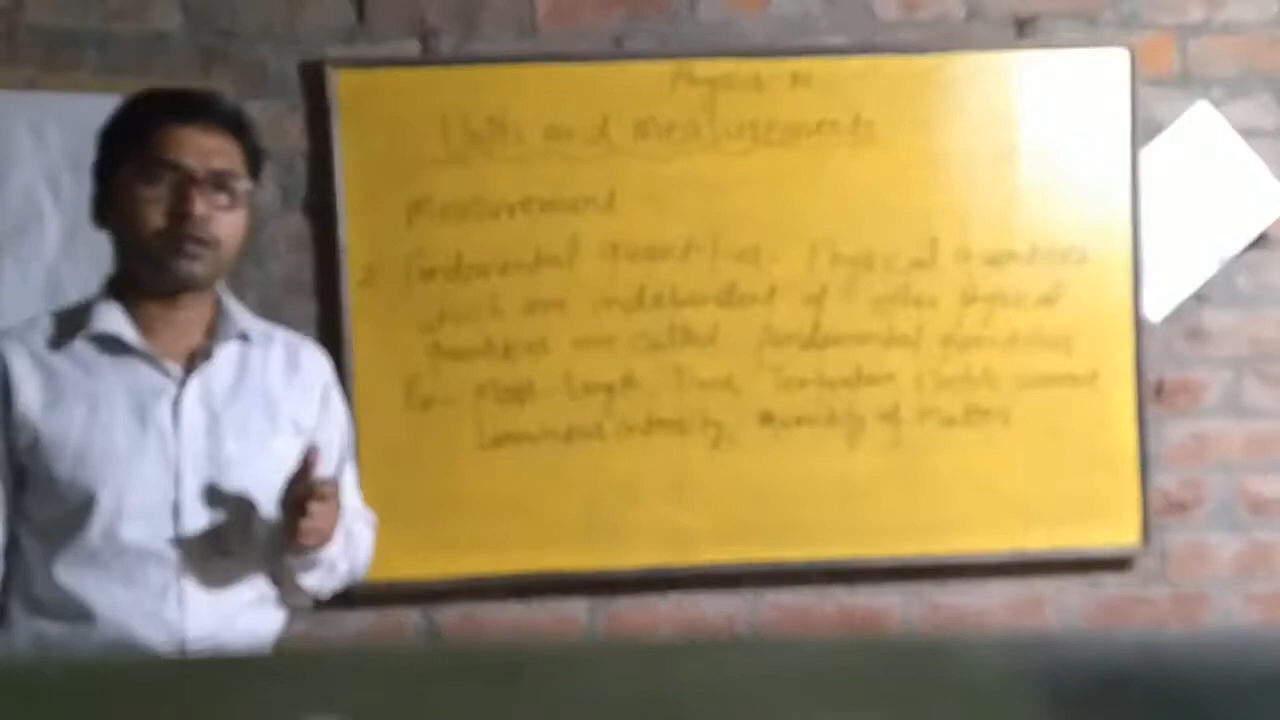 Physics XI
Units and Measurements
Measurement
Fundamental quantities - Physical quantities
which are independent of other physical
quantities are called fundamental quantities
Ex- Mass, Length, Time, Temperature, current
Luminous intensity, Quantity of Matter